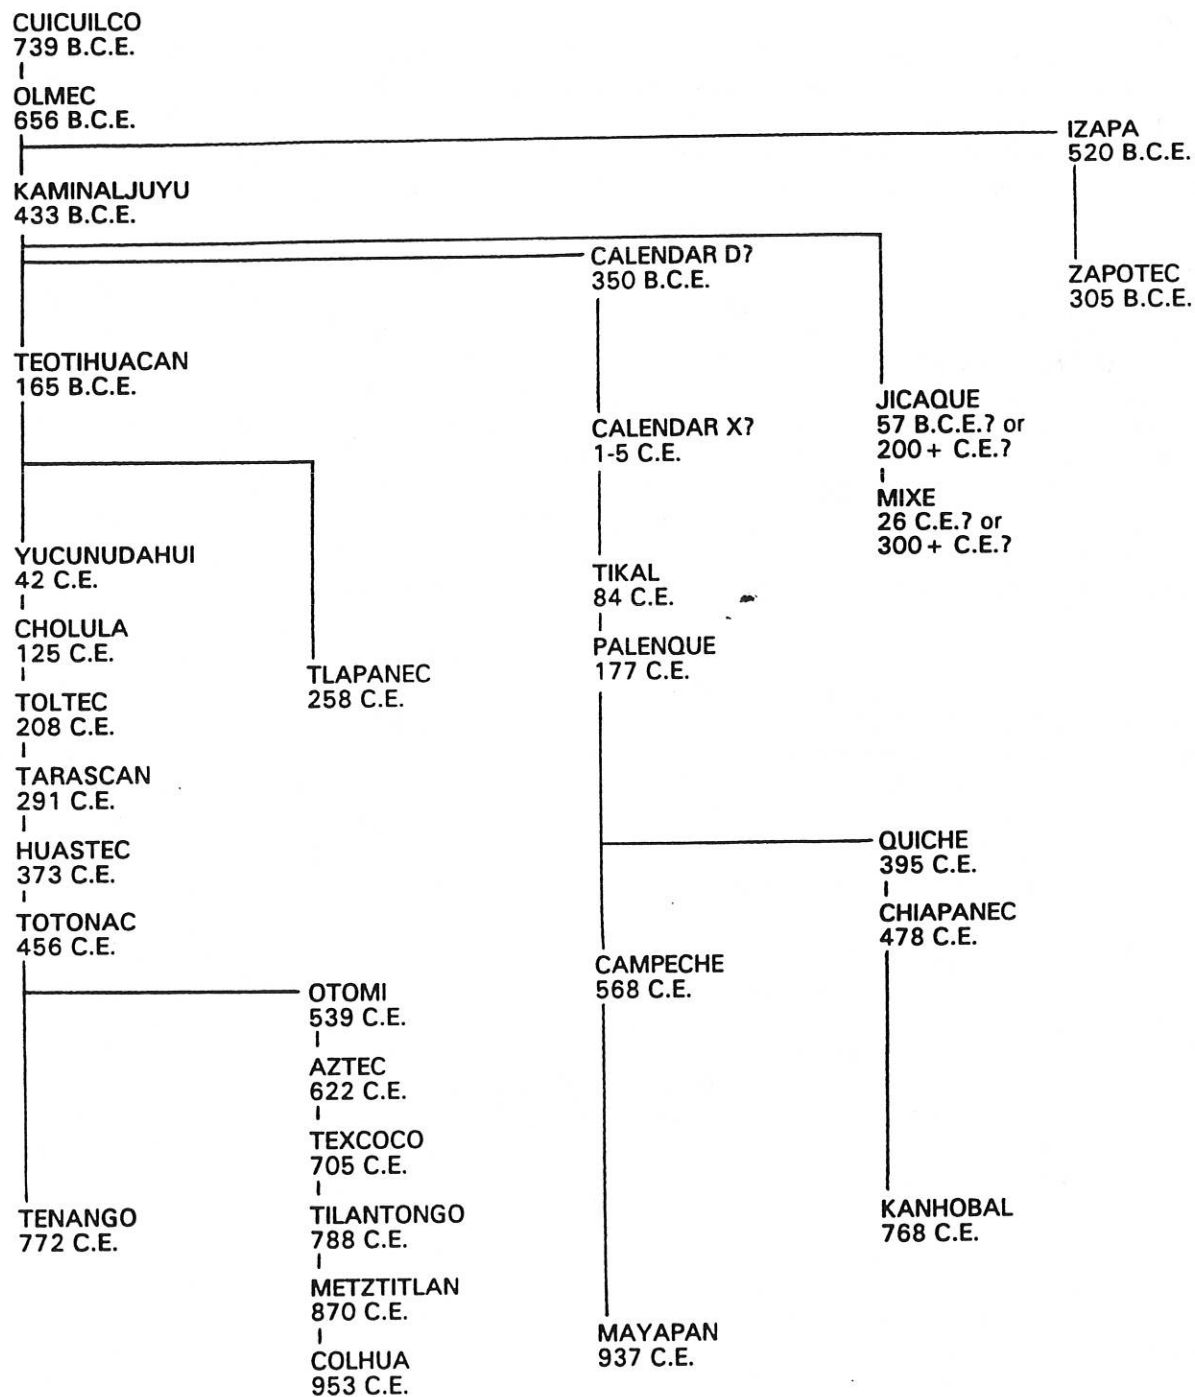 CUICUILCO
739 B.C.E.
OLMEC
656 B.C.E.
IZAPA
520 B.C.E.
KAMINALJUYU
433 B.C.E.
CALENDAR D?
350 B.C.E.
ZAPOTEC
305 B.C.E.
TEOTIHUACAN
165 B.C.E.
JICAQUE
57 B.C.E.? or
200 + C.E.?
CALENDAR X?
1-5 C.E.
MIXE
26 C.E.? or
300 + C.E.?
YUCUNUDAHUI
42 C.E.
TIKAL
84 C.E.
CHOLULA
125 C.E.
PALENQUE
177 C.E.
TLAPANEC
258 C.E.
TOLTEC
208 C.E.
TARASCAN
291 C.E.
HUASTEC
373 C.E.
QUICHE
395 C.E.
TOTONAC
456 C.E.
CHIAPANEC
478 C.E.
CAMPECHE
568 C.E.
OTOMI
539 C.E.
AZTEC
622 C.E.
TEXCOCO
705 C.E.
TENANGO
772 C.E.
TILANTONGO
788 C.E.
KANHOBAL
768 C.E.
METZTITLAN
870 C.E.
MAYAPAN
937 C.E.
COLHUA
953 C.E.